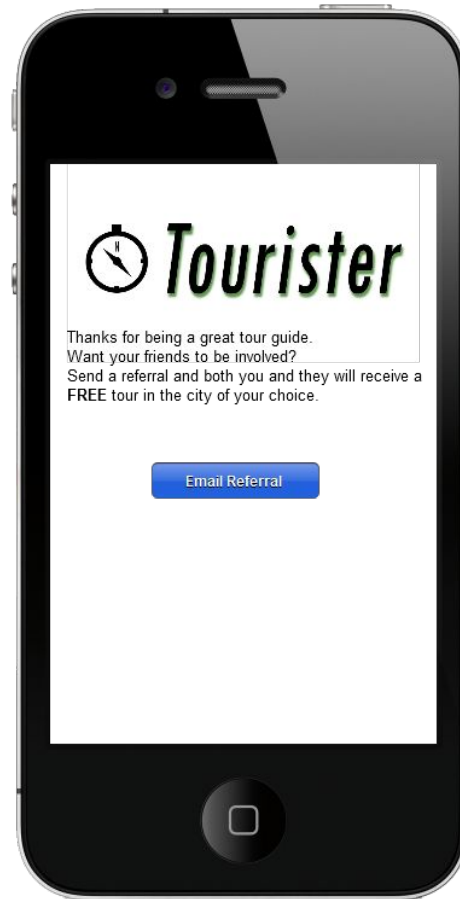 N
Tourister
Thanks for being a great tour guide.
Want your friends to be involved?
Send a referral and both you and they will receive a
FREE tour in the city of your choice.
Email Referral